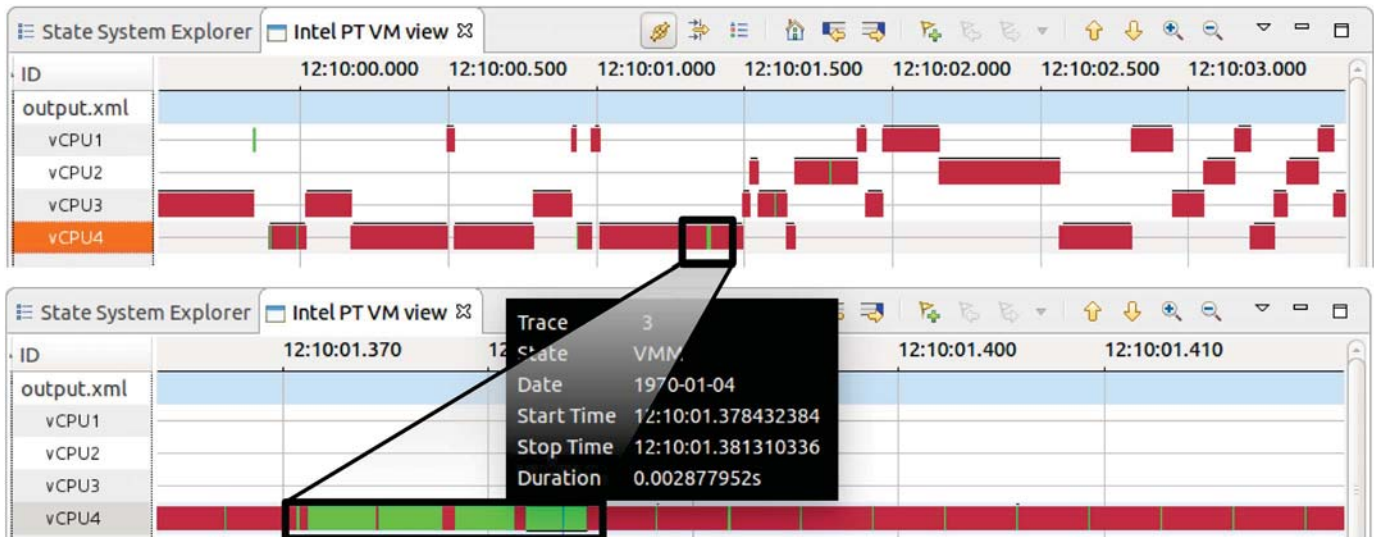 State System Explorer Intel PT VM view
ID 12:10:00.000 12:10:00.500 12:10:01.000 12:10:01.500 12:10:02.000 12:10:02.500 12:10:03.000
output.xml
vCPU1
vCPU2
vCPU3
vCPU4
State System Explorer Intel PT VM view
ID 12:10:01.370 12 12:10:01.400 12:10:01.410
output.xml
vCPU1
vCPU2
vCPU3
vCPU4
Trace 3
State VMM
Date 1970-01-04
Start Time 12:10:01.378432384
Stop Time 12:10:01.381310336
Duration 0.002877952s